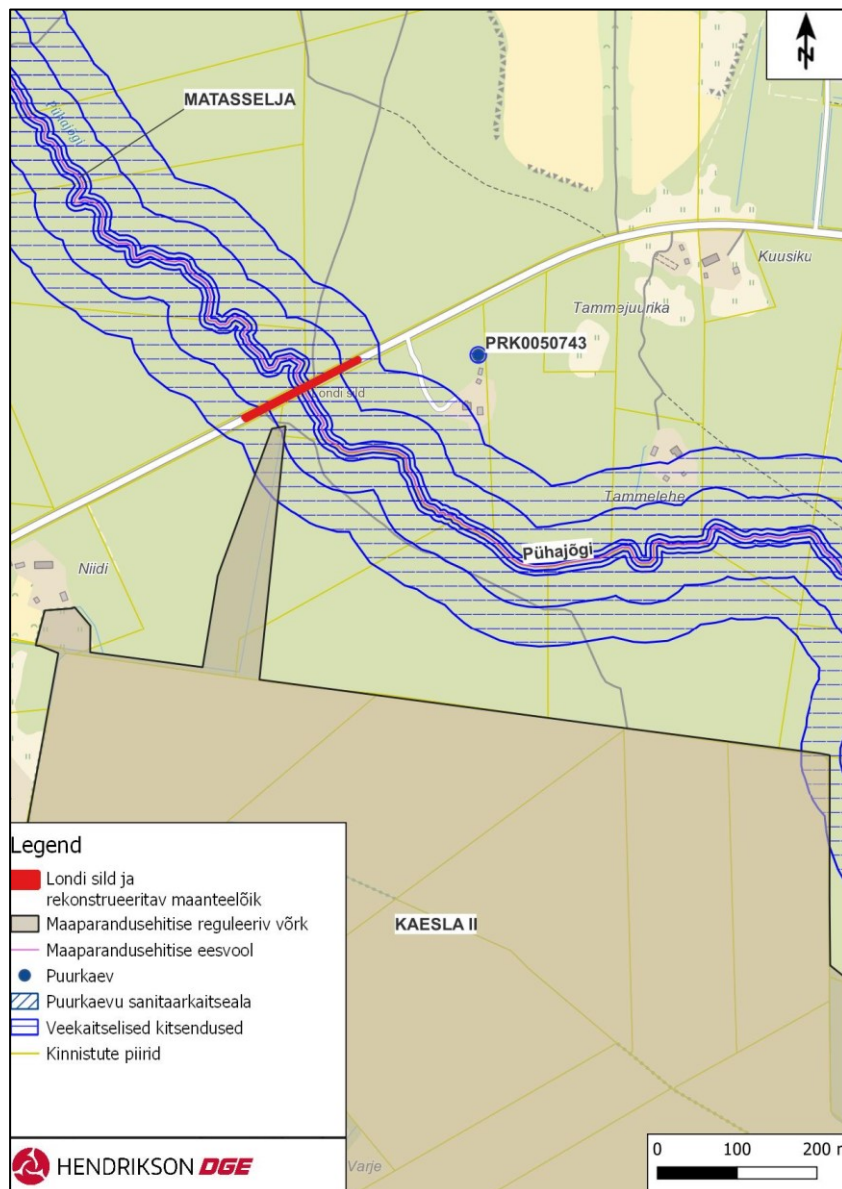 MATASSELJA
Pühajõgi
Kuusiku
Tammejuurika
PRK0050743
Londi sild
Tammelehe
Pühajõgi
Niidi
KAESLA II
Legend
Londi sild ja
rekonstrueeritav maanteelõik
Maaparandusehitise reguleeriv võrk
Maaparandusehitise eesvool
Puurkaev
Puurkaevu sanitaarkaitseala
Veekaitselised kitsendused
Kinnistute piirid
HENDRIKSON DGE
Varje
0 100 200 m
N